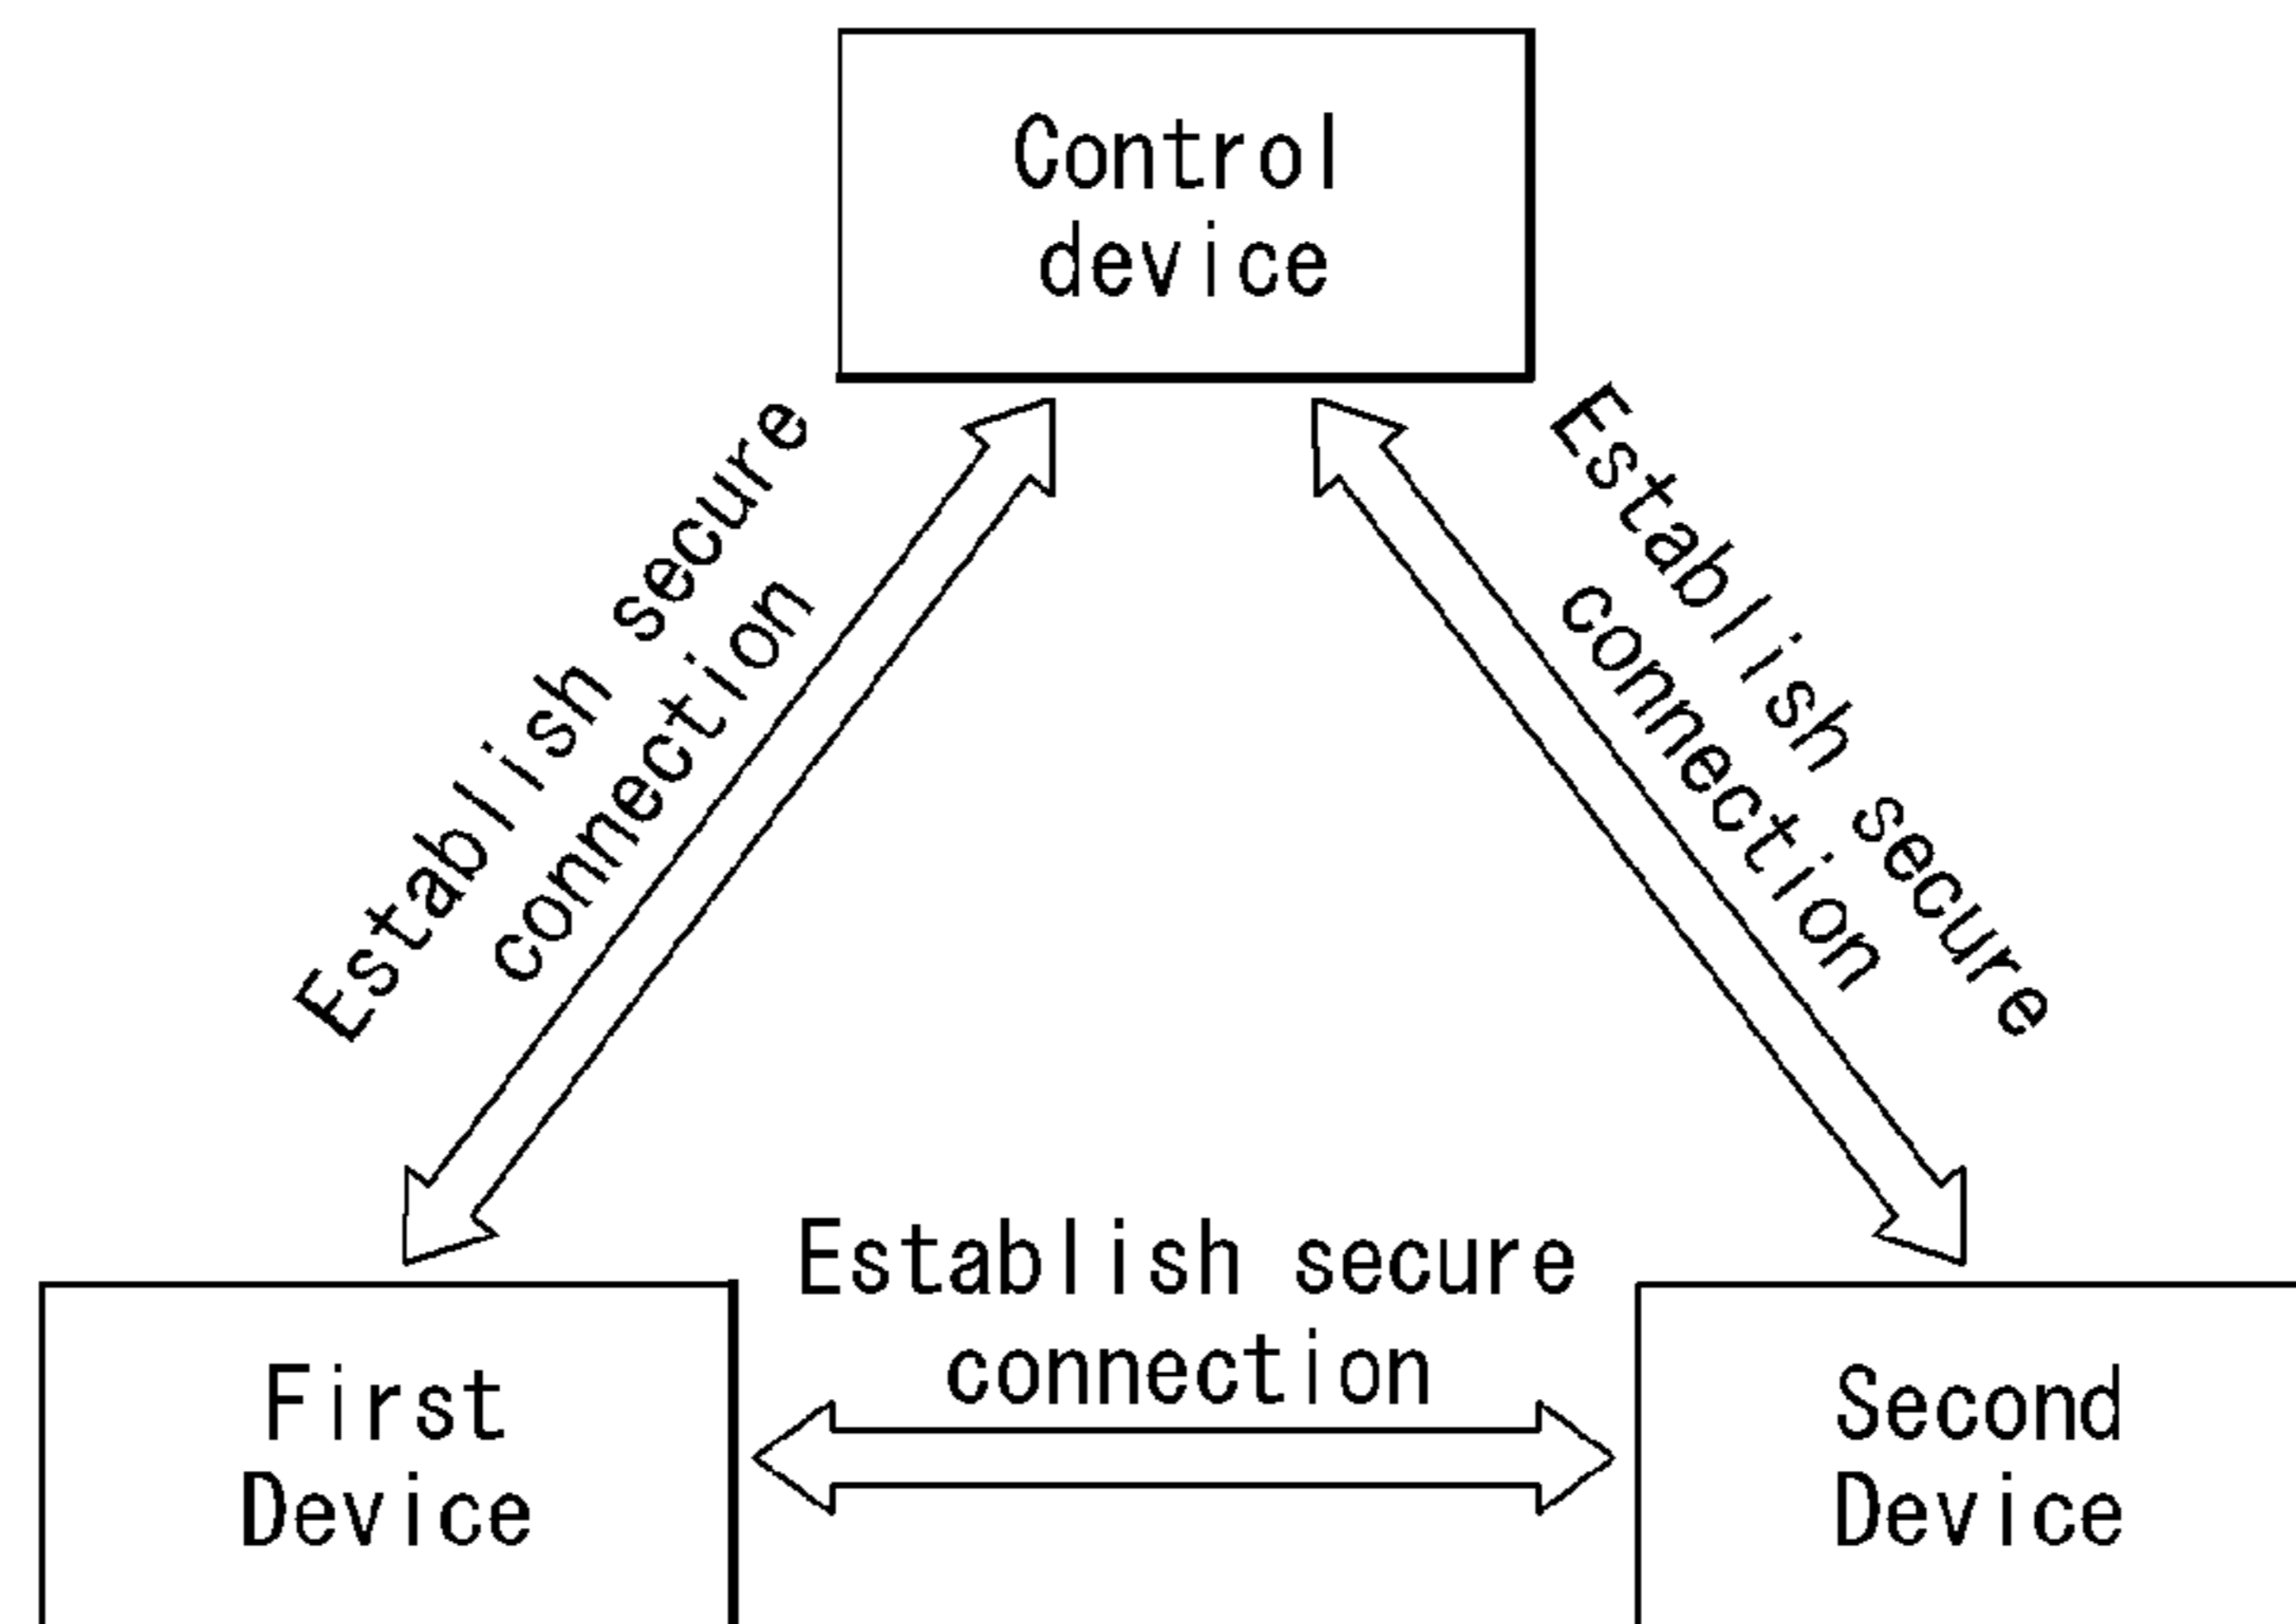 Control
device
Establish secure
connection
Establish secure
connection
Establish secure
connection
First
Device
Second
Device